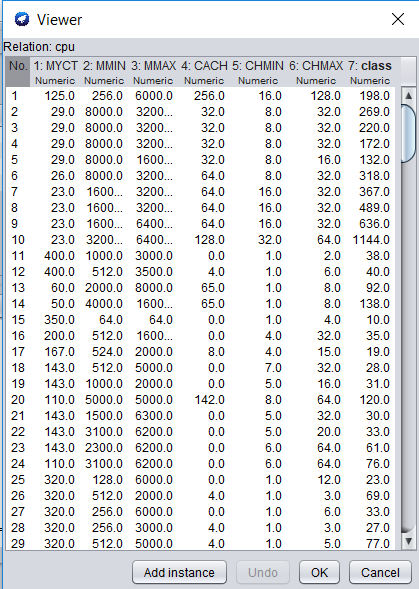 Viewer
Relation: cpu
No. 1: MYCT 2: MMIN 3: MMAX 4: CACH 5: CHMIN 6: CHMAX 7: class
Numeric Numeric Numeric Numeric Numeric Numeric Numeric
1 125.0 256.0 6000.0 256.0 16.0 128.0 198.0
2 29.0 8000.0 3200... 32.0 8.0 32.0 269.0
3 29.0 8000.0 3200... 32.0 8.0 32.0 220.0
4 29.0 8000.0 3200... 32.0 8.0 32.0 172.0
5 29.0 8000.0 1600... 32.0 8.0 16.0 132.0
6 26.0 8000.0 3200... 64.0 8.0 32.0 318.0
7 23.0 1600... 3200... 64.0 16.0 32.0 367.0
8 23.0 1600... 3200... 64.0 16.0 32.0 489.0
9 23.0 1600... 6400... 64.0 16.0 32.0 636.0
10 23.0 3200... 6400... 128.0 32.0 64.0 1144.0
11 400.0 1000.0 3000.0 0.0 1.0 2.0 38.0
12 400.0 512.0 3500.0 4.0 1.0 6.0 40.0
13 60.0 2000.0 8000.0 65.0 1.0 8.0 92.0
14 50.0 4000.0 1600... 65.0 1.0 8.0 138.0
15 350.0 64.0 64.0 0.0 1.0 4.0 10.0
16 200.0 512.0 1600... 0.0 4.0 32.0 35.0
17 167.0 524.0 2000.0 8.0 4.0 15.0 19.0
18 143.0 512.0 5000.0 0.0 7.0 32.0 28.0
19 143.0 1000.0 2000.0 0.0 5.0 16.0 31.0
20 110.0 5000.0 5000.0 142.0 8.0 64.0 120.0
21 143.0 1500.0 6300.0 0.0 5.0 32.0 30.0
22 143.0 3100.0 6200.0 0.0 5.0 20.0 33.0
23 143.0 2300.0 6200.0 0.0 6.0 64.0 61.0
24 110.0 3100.0 6200.0 0.0 6.0 64.0 76.0
25 320.0 128.0 6000.0 0.0 1.0 12.0 23.0
26 320.0 512.0 2000.0 4.0 1.0 3.0 69.0
27 320.0 256.0 6000.0 0.0 1.0 6.0 33.0
28 320.0 256.0 3000.0 4.0 1.0 3.0 27.0
29 320.0 512.0 5000.0 4.0 1.0 5.0 77.0
Add instance Undo OK Cancel